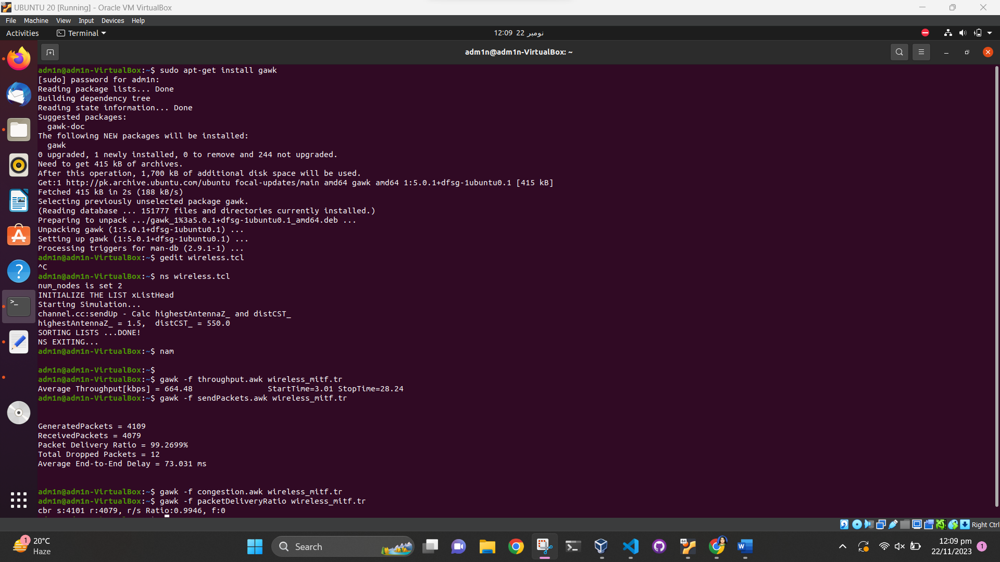 UBUNTU 20 [Running] - Oracle VM VirtualBox
File Machine View Input Devices Help
Activities Terminal 12:09 22 نومبر
adm1n@adm1n-VirtualBox: ~
adm1n@adm1n-VirtualBox:~$ sudo apt-get install gawk
[sudo] password for adm1n:
Reading package lists... Done
Building dependency tree
Reading state information... Done
Suggested packages:
  gawk-doc
The following NEW packages will be installed:
  gawk
0 upgraded, 1 newly installed, 0 to remove and 244 not upgraded.
Need to get 415 kB of archives.
After this operation, 1,700 kB of additional disk space will be used.
Get:1 http://pk.archive.ubuntu.com/ubuntu focal-updates/main amd64 gawk amd64 1:5.0.1+dfsg-1ubuntu0.1 [415 kB]
Fetched 415 kB in 2s (188 kB/s)
Selecting previously unselected package gawk.
(Reading database ... 151777 files and directories currently installed.)
Preparing to unpack .../gawk_1%3a5.0.1+dfsg-1ubuntu0.1_amd64.deb ...
Unpacking gawk (1:5.0.1+dfsg-1ubuntu0.1) ...
Setting up gawk (1:5.0.1+dfsg-1ubuntu0.1) ...
Processing triggers for man-db (2.9.1-1) ...
adm1n@adm1n-VirtualBox:~$ gedit wireless.tcl
^C
adm1n@adm1n-VirtualBox:~$ ns wireless.tcl
num_nodes is set 2
INITIALIZE THE LIST xListHead
Starting Simulation...
channel.cc:sendUp - Calc highestAntennaZ_ and distCST_
highestAntennaZ_ = 1.5,  distCST_ = 550.0
SORTING LISTS ...DONE!
NS EXITING...
adm1n@adm1n-VirtualBox:~$ nam
adm1n@adm1n-VirtualBox:~$
adm1n@adm1n-VirtualBox:~$ gawk -f throughput.awk wireless_mitf.tr
Average Throughput[kbps] = 664.48                StartTime=3.01 StopTime=28.24
adm1n@adm1n-VirtualBox:~$ gawk -f sendPackets.awk wireless_mitf.tr
GeneratedPackets = 4109
ReceivedPackets = 4079
Packet Delivery Ratio = 99.2699%
Total Dropped Packets = 12
Average End-to-End Delay = 73.031 ms
adm1n@adm1n-VirtualBox:~$ gawk -f congestion.awk wireless_mitf.tr
adm1n@adm1n-VirtualBox:~$ gawk -f packetDeliveryRatio wireless_mitf.tr
cbr s:4101 r:4079, r/s Ratio:0.9946, f:0
Right Ctrl
1
20°C
Haze
Search
64
12:09 pm
22/11/2023
1